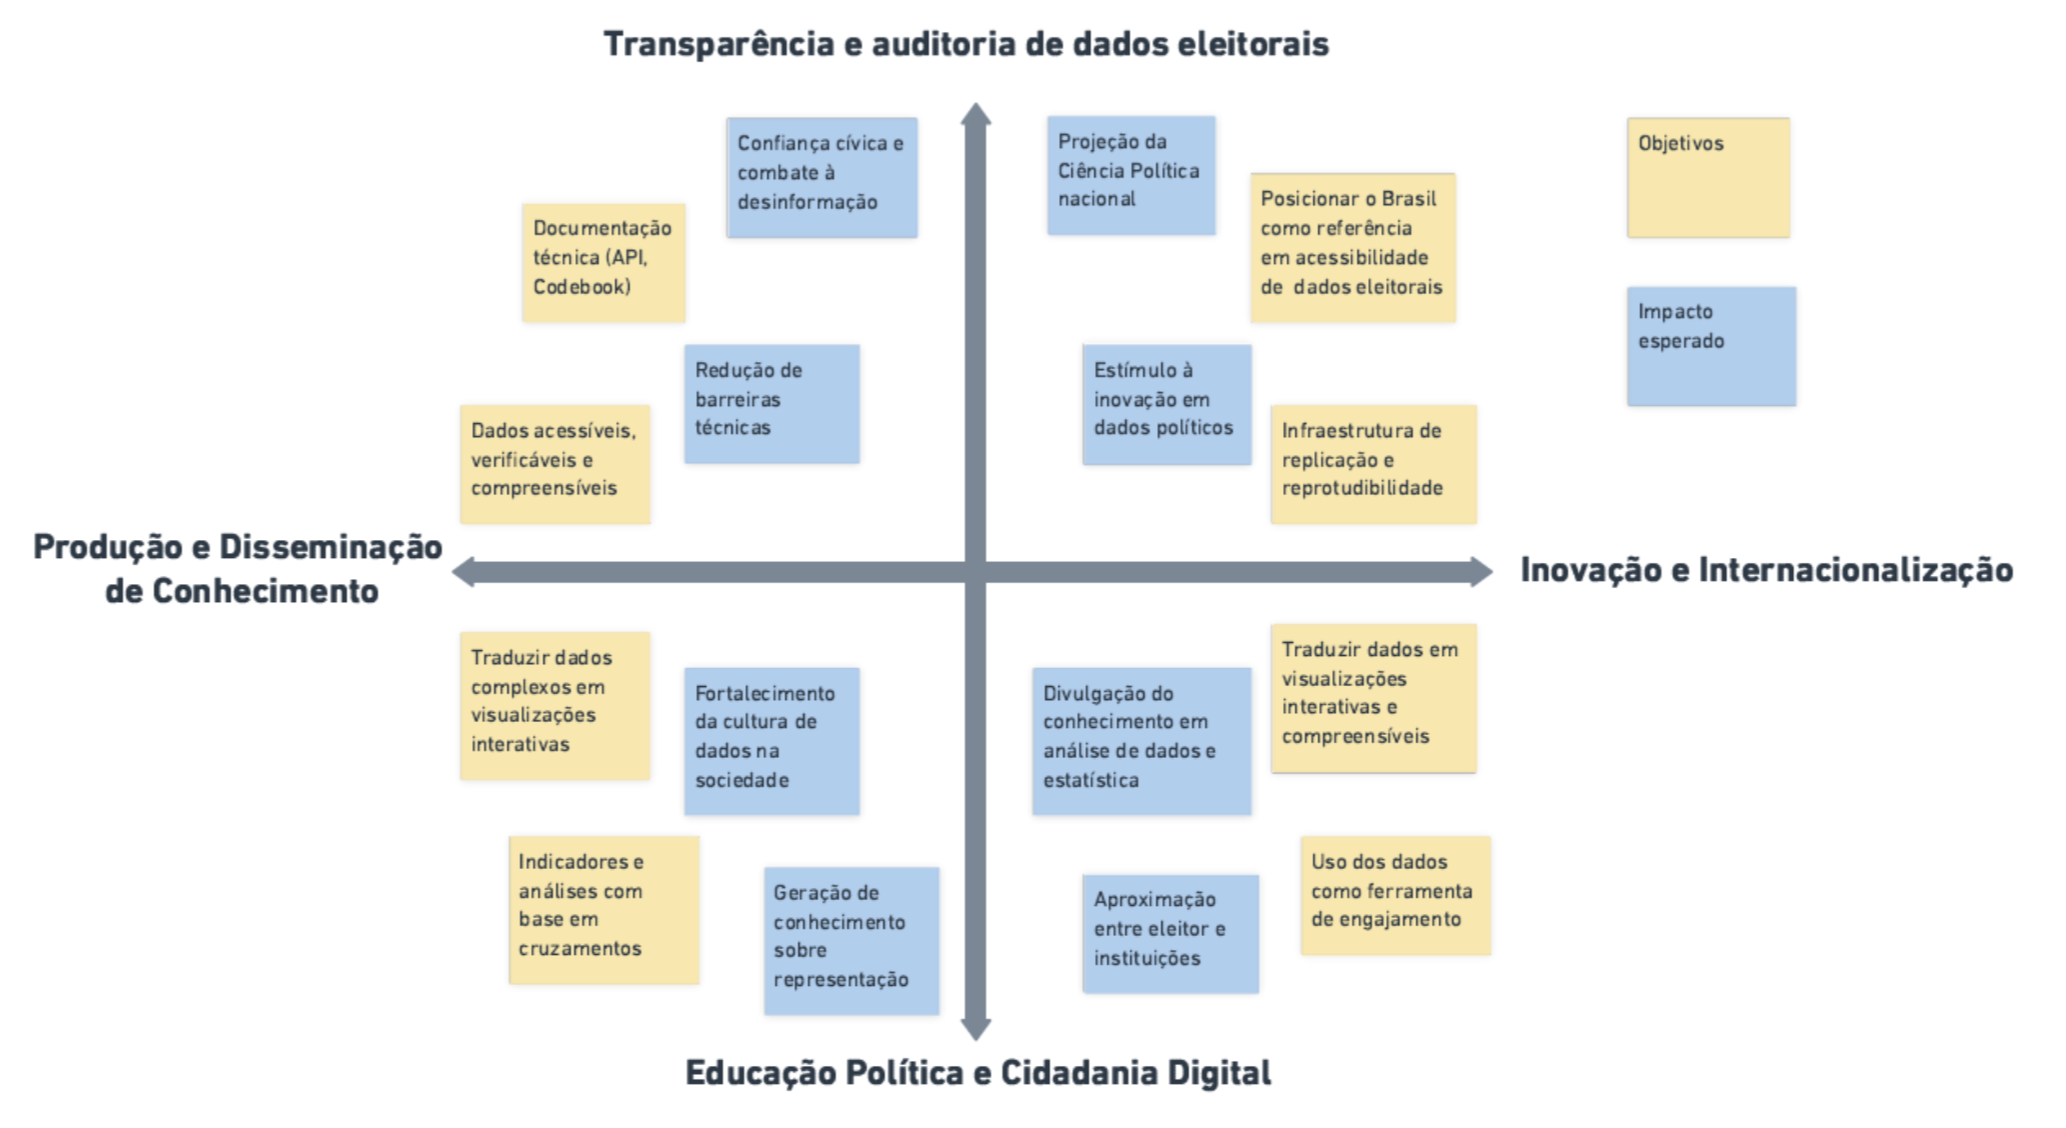 Transparência e auditoria de dados eleitorais
Confiança cívica e
combate à
desinformação
Documentação
técnica (API,
Codebook)
Redução de
barreiras
técnicas
Dados acessíveis,
verificáveis e
compreensíveis
Projeção da
Ciência Política
nacional
Posicionar o Brasil
como referência
em acessibilidade
de dados eleitorais
Estímulo à
inovação em
dados políticos
Infraestrutura de
replicação e
reprotudibilidade
Objetivos
Impacto
esperado
Produção e Disseminação
de Conhecimento
Inovação e Internacionalização
Traduzir dados
complexos em
visualizações
interativas
Fortalecimento
da cultura de
dados na
sociedade
Indicadores e
análises com
base em
cruzamentos
Geração de
conhecimento
sobre
representação
Divulgação do
conhecimento em
análise de dados e
estatística
Traduzir dados em
visualizações
interativas e
compreensíveis
Aproximação
entre eleitor e
instituições
Uso dos dados
como ferramenta
de engajamento
Educação Política e Cidadania Digital